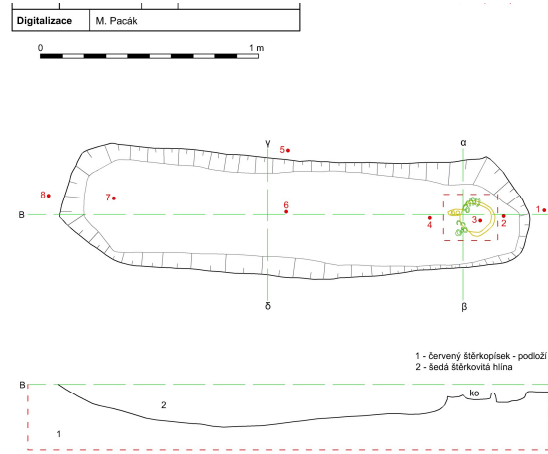 Digitalizace M. Pacák
0 1 m
γ α
5
8 7
6
1
B 4 3 2
δ β
1 - červený štěrkopísek - podloží
2 - šedá štěrkovitá hlína
B
ko
2
1